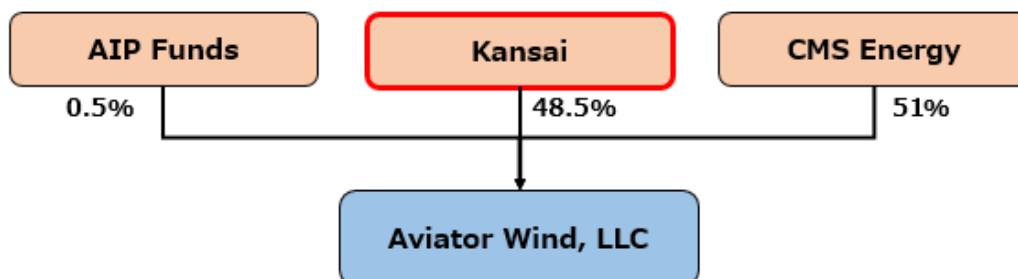 AIP Funds
Kansai
CMS Energy
0.5%
48.5%
51%
Aviator Wind, LLC